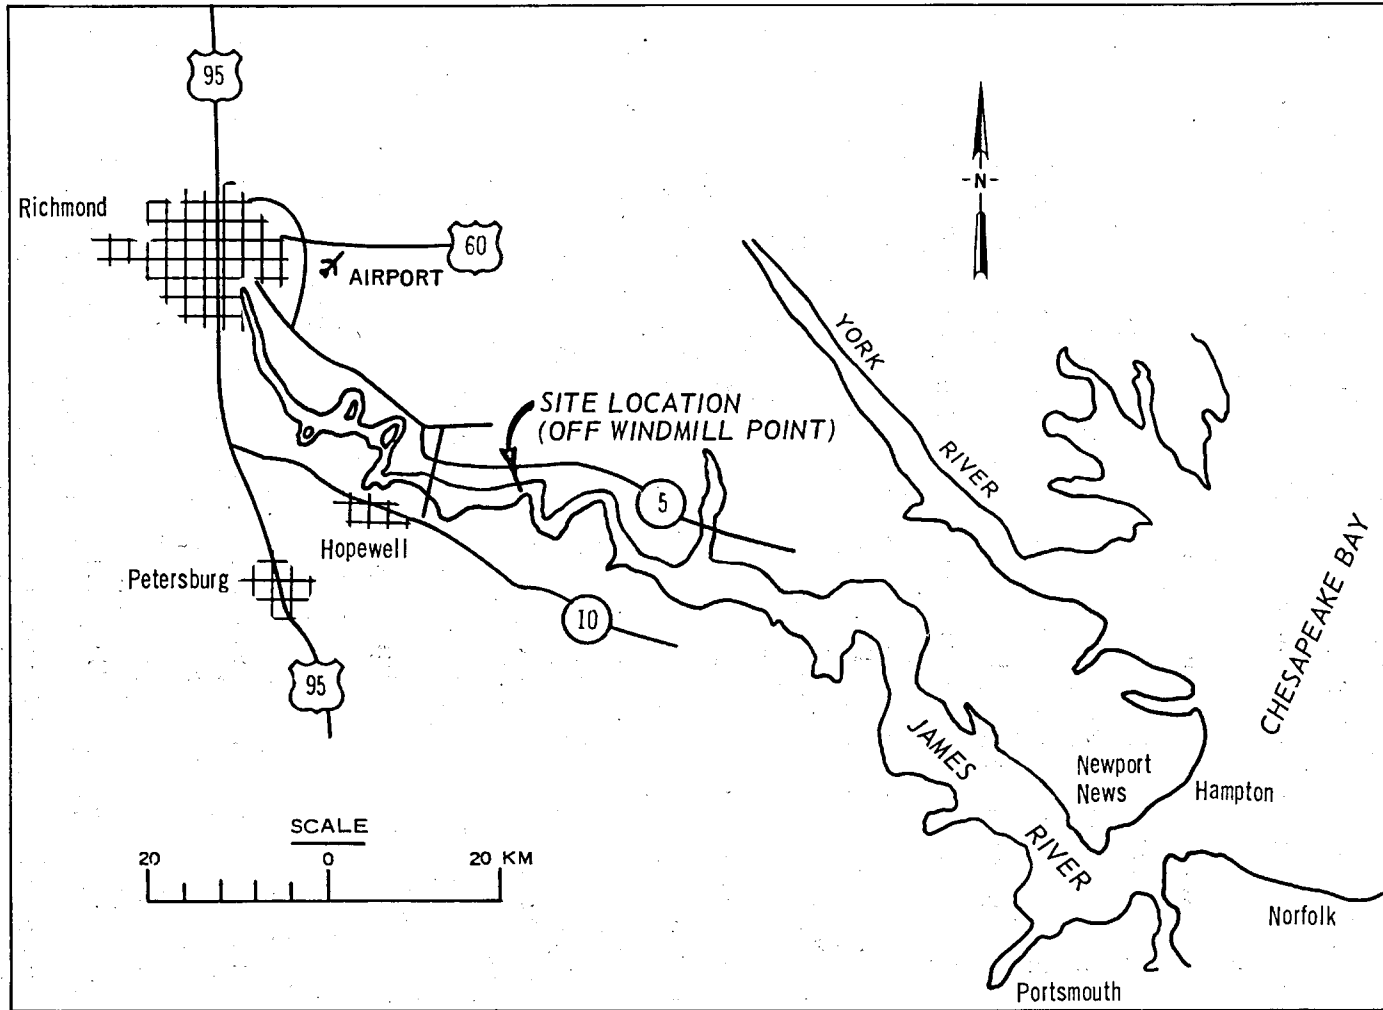 95
Richmond
-N-
60
AIRPORT
YORK
RIVER
SITE LOCATION
(OFF WINDMILL POINT)
5
Hopewell
Petersburg
10
95
CHESAPEAKE BAY
JAMES
RIVER
Newport
News
Hampton
SCALE
20 0 20 KM
Norfolk
Portsmouth